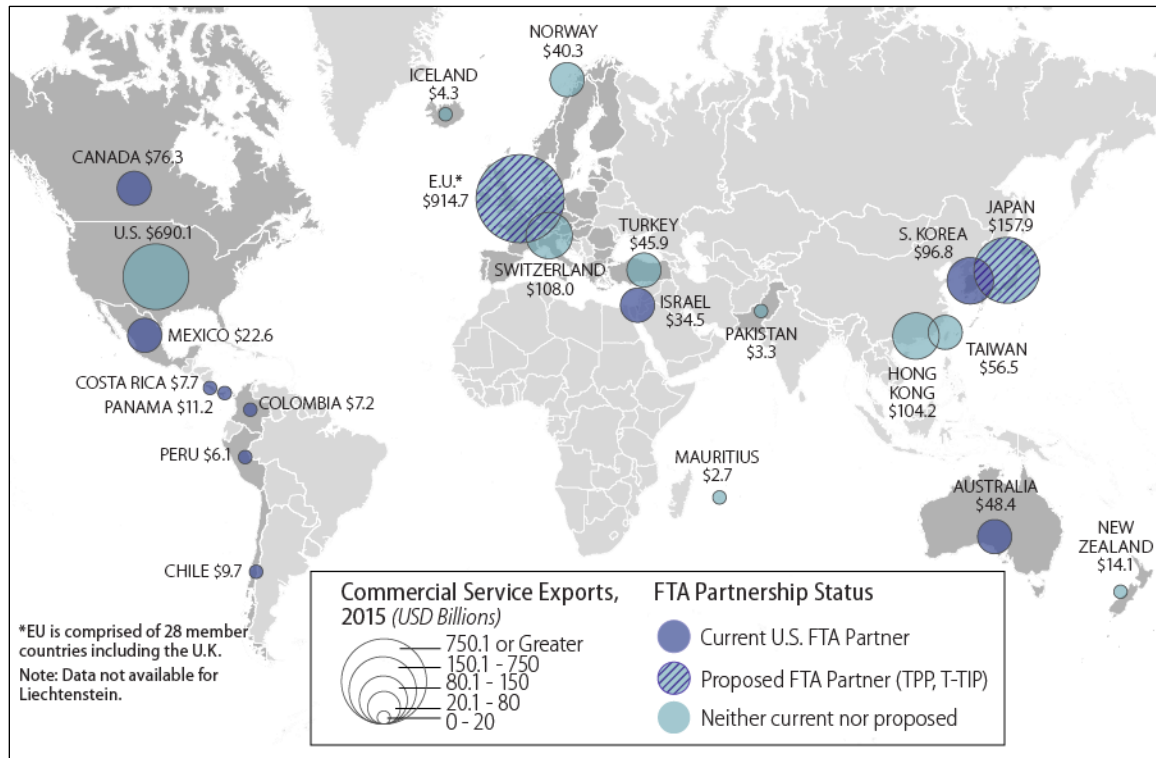 NORWAY
$40.3
ICELAND
$4.3
CANADA $76.3
E.U.*
$914.7
U.S. $690.1
TURKEY
$45.9
JAPAN
$157.9
S. KOREA
$96.8
SWITZERLAND
$108.0
ISRAEL
$34.5
PAKISTAN
$3.3
MEXICO $22.6
TAIWAN
$56.5
HONG
KONG
$104.2
COSTA RICA $7.7
PANAMA $11.2
COLOMBIA $7.2
PERU $6.1
MAURITIUS
$2.7
AUSTRALIA
$48.4
NEW
ZEALAND
$14.1
CHILE $9.7
*EU is comprised of 28 member
countries including the U.K.
Note: Data not available for
Liechtenstein.
Commercial Service Exports,
2015 (USD Billions)
750.1 or Greater
150.1 - 750
80.1 - 150
20.1 - 80
0 - 20
FTA Partnership Status
Current U.S. FTA Partner
Proposed FTA Partner (TPP, T-TIP)
Neither current nor proposed